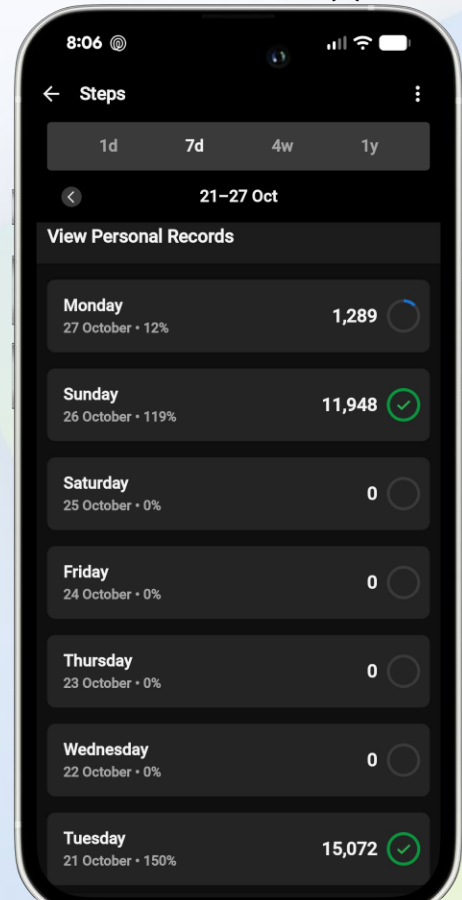 8:06
Steps
1d 7d 4w 1y
21–27 Oct
View Personal Records
Monday
1,289
27 October • 12%
Sunday
11,948
26 October • 119%
Saturday
0
25 October • 0%
Friday
0
24 October • 0%
Thursday
0
23 October • 0%
Wednesday
0
22 October • 0%
Tuesday
15,072
21 October • 150%